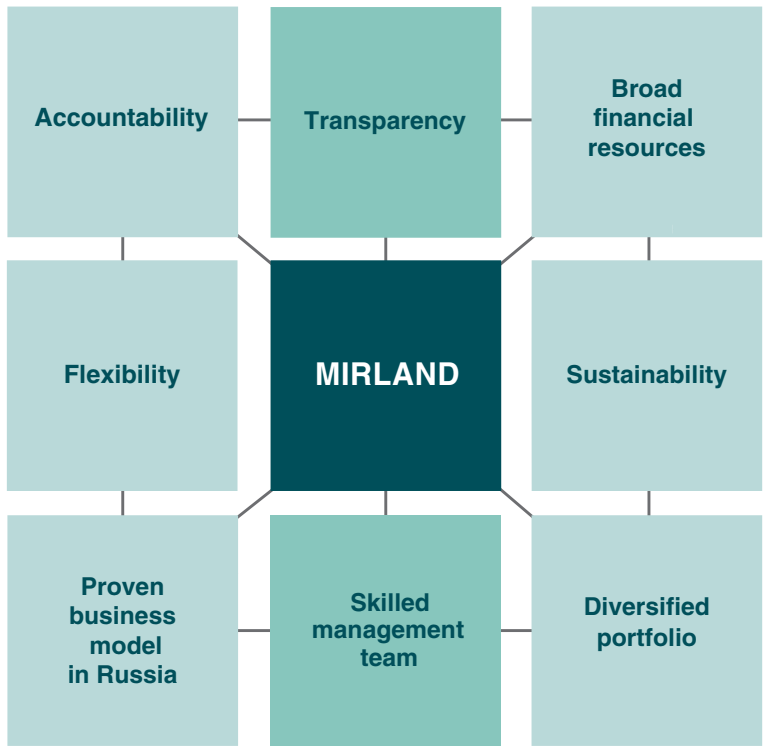 Accountability
Transparency
Broad
financial
resources
Flexibility
MIRLAND
Sustainability
Proven
business
model
in Russia
Skilled
management
team
Diversified
portfolio